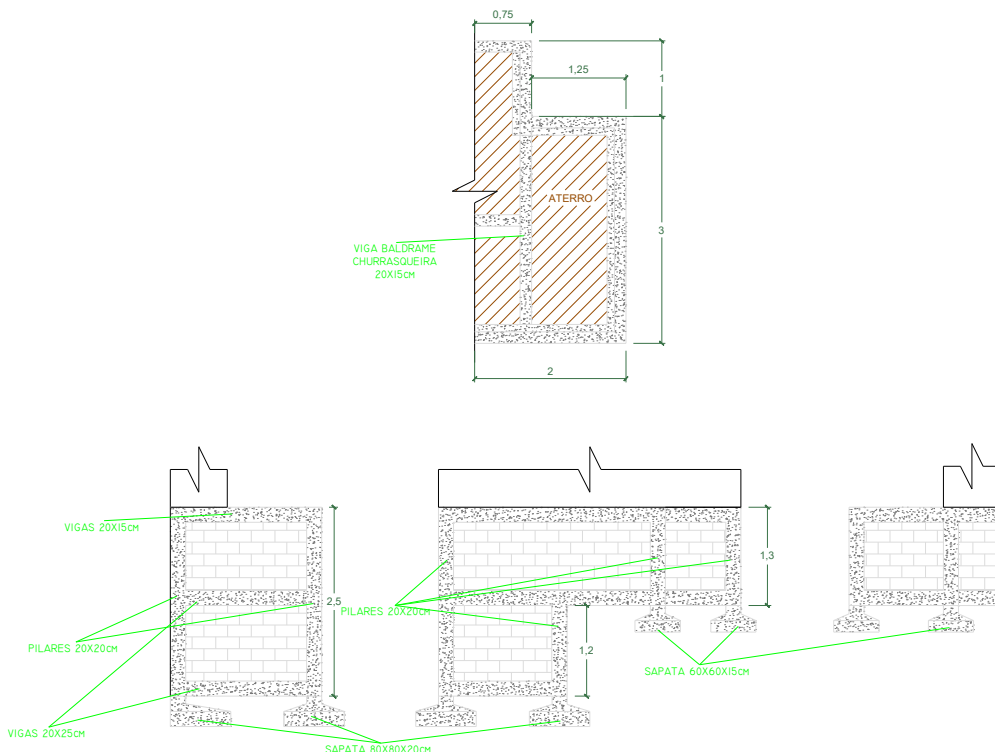 0,75
1,25
1
ATERRO
3
VIGA BALDRAME
CHURRASQUEIRA
20X15cm
2
VIGAS 20X15cm
2,5
PILARES 20X20cm
1,3
PILARES 20X20cm
1,2
SAPATA 60X60X15cm
VIGAS 20X25cm
SAPATA 80X80X20cm